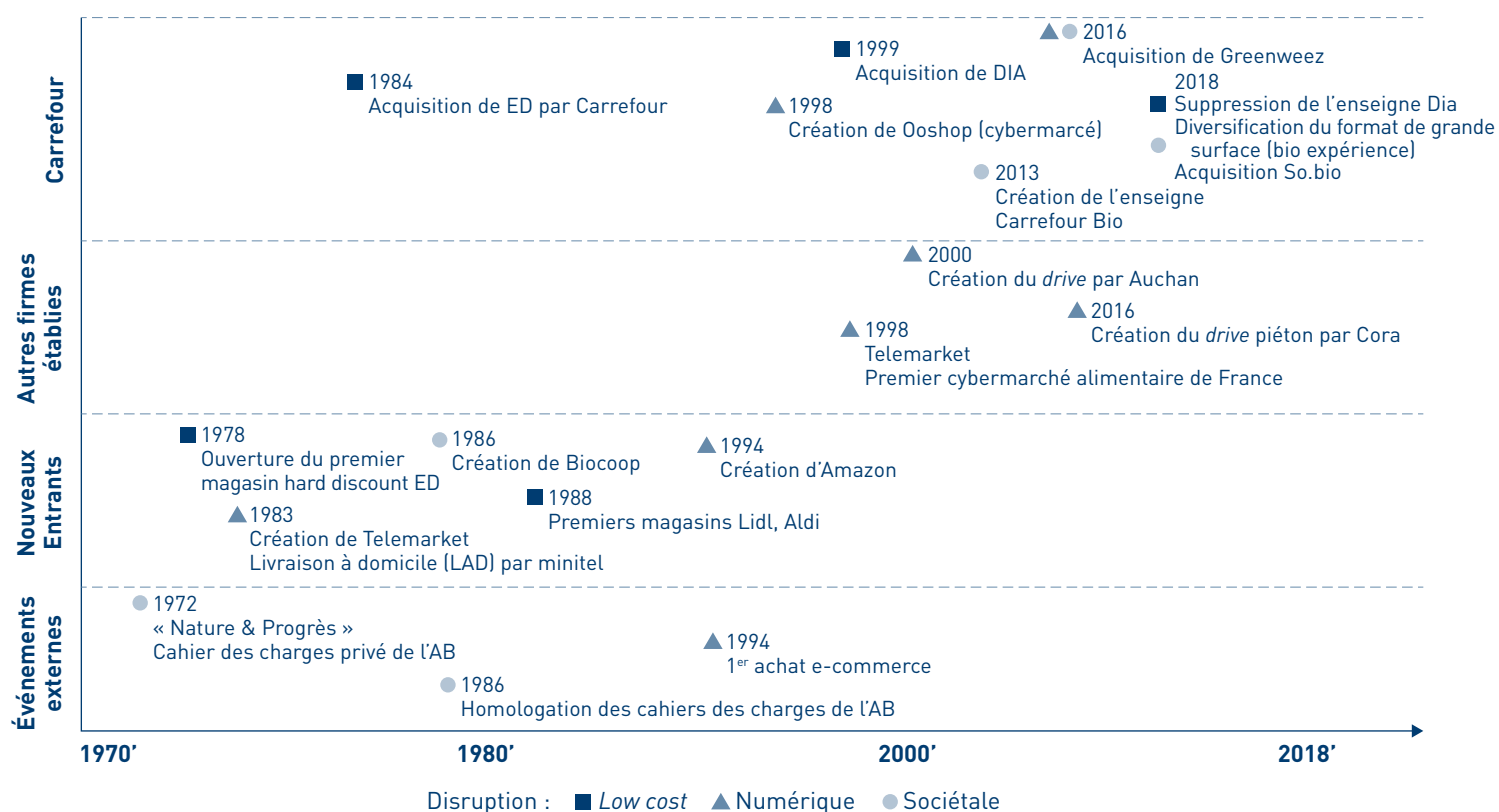 Carrefour
1984
Acquisition de ED par Carrefour
1999
Acquisition de DIA
1998
Création de Ooshop (cybermarcé)
2013
Création de l’enseigne
Carrefour Bio
2016
Acquisition de Greenweez
2018
Suppression de l’enseigne Dia
Diversification du format de grande
surface (bio expérience)
Acquisition So.bio
Autres firmes
établies
2000
Création du drive par Auchan
2016
Création du drive piéton par Cora
1998
Telemarket
Premier cybermarché alimentaire de France
Nouveaux
Entrants
1978
Ouverture du premier
magasin hard discount ED
1983
Création de Telemarket
Livraison à domicile (LAD) par minitel
1986
Création de Biocoop
1988
Premiers magasins Lidl, Aldi
1994
Création d’Amazon
Événements
externes
1972
« Nature & Progrès »
Cahier des charges privé de l’AB
1986
Homologation des cahiers des charges de l’AB
1994
1er achat e-commerce
1970’ 1980’ 2000’ 2018’
Disruption : Low cost Numérique Sociétale